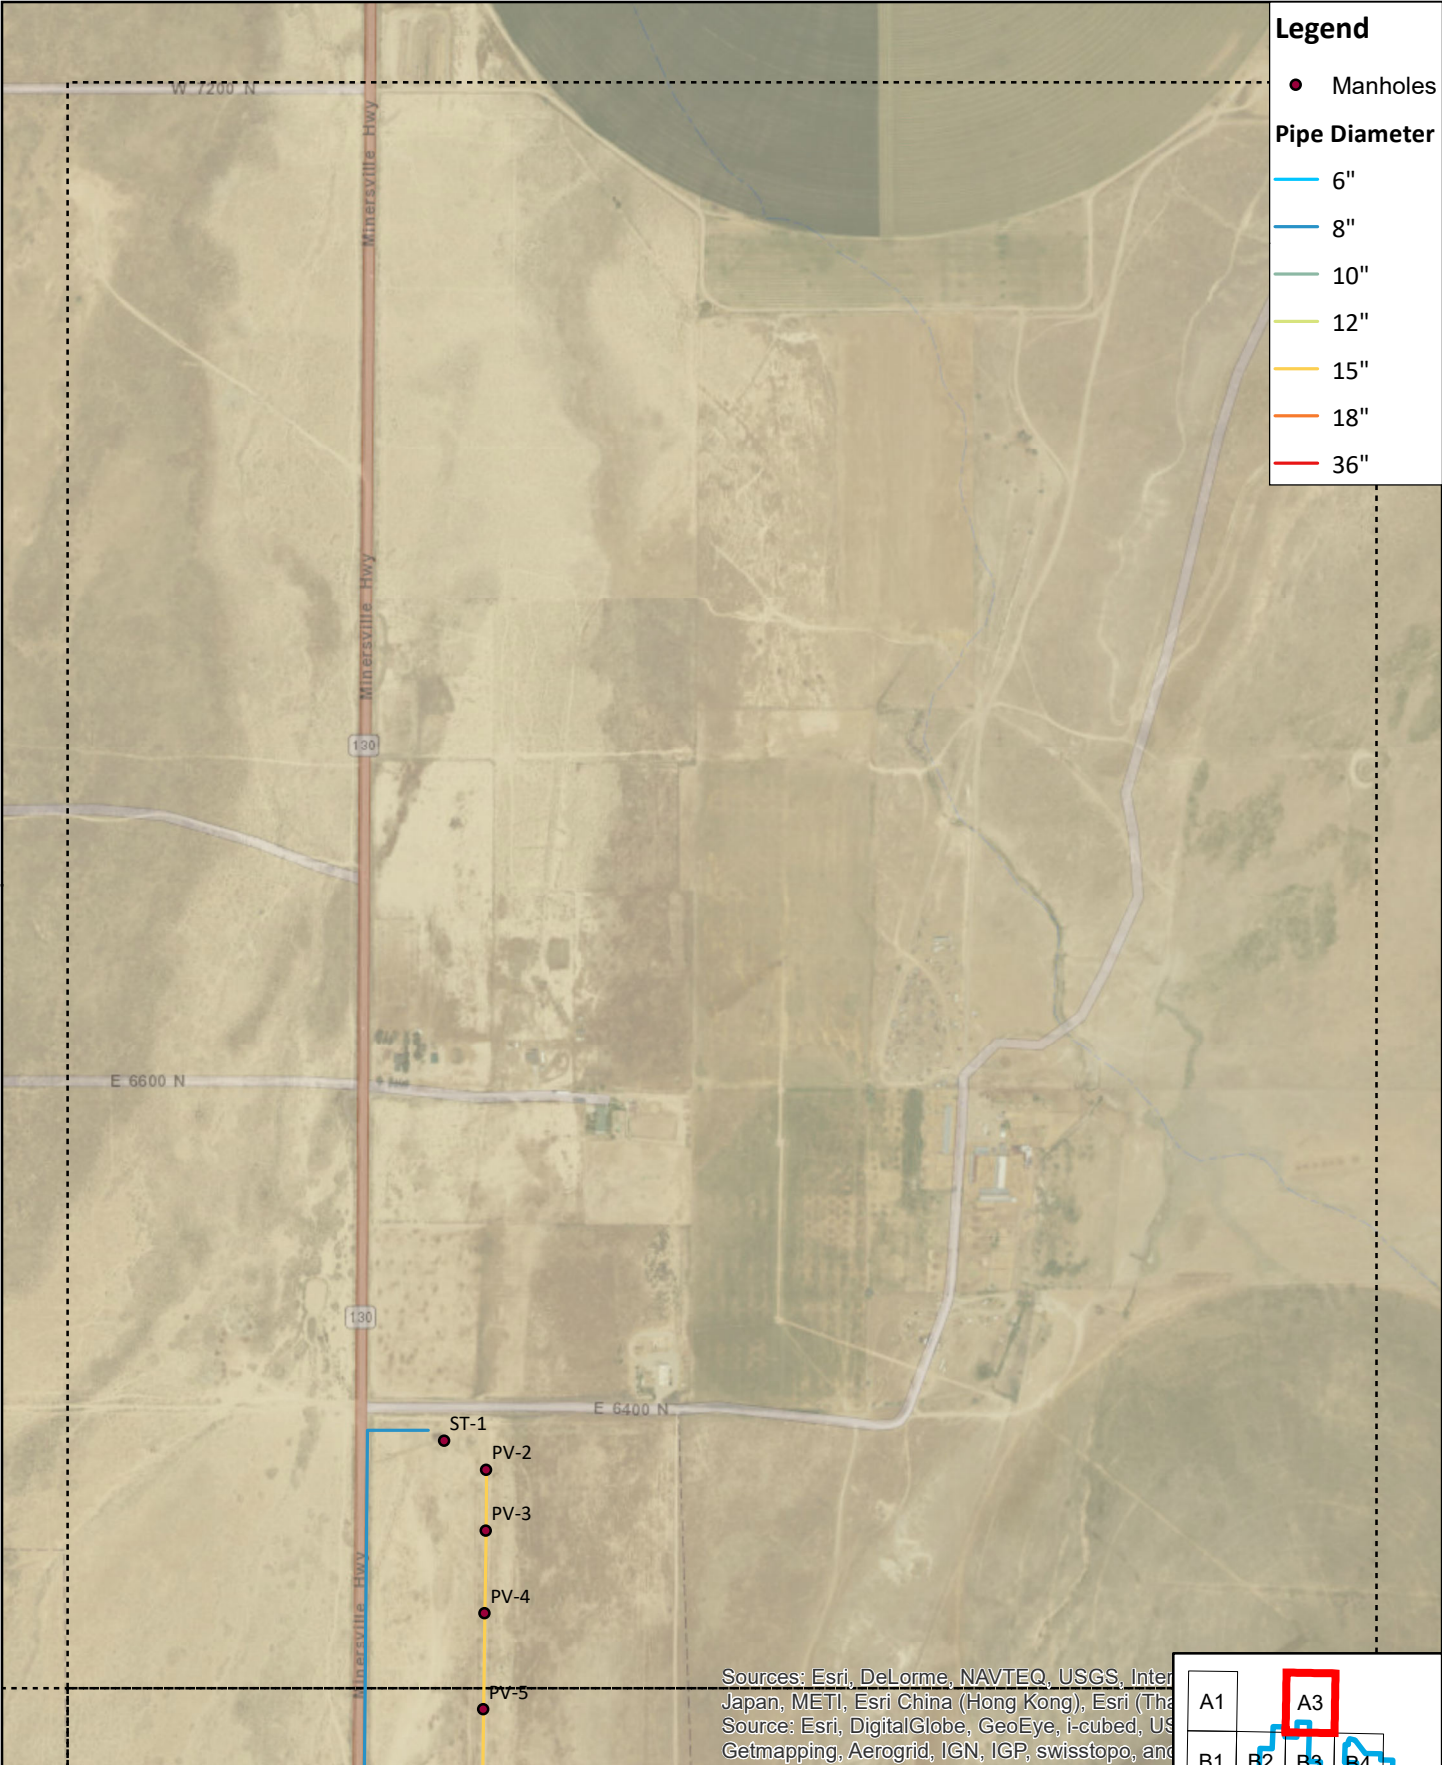 Legend
Manholes
Pipe Diameter
6"
8"
10"
12"
15"
18"
36"
W 7200 N
Minersville Hwy
Minersville Hwy
130
E 6600 N
130
E 6400 N
ST-1
PV-2
PV-3
PV-4
Minersville Hwy
PV-5
Sources: Esri, DeLorme, NAVTEQ, USGS, Inter
Japan, METI, Esri China (Hong Kong), Esri (Tha
Source: Esri, DigitalGlobe, GeoEye, i-cubed, US
Getmapping, Aerogrid, IGN, IGP, swisstopo, and
A1
A3
B1
B2
B3
B4